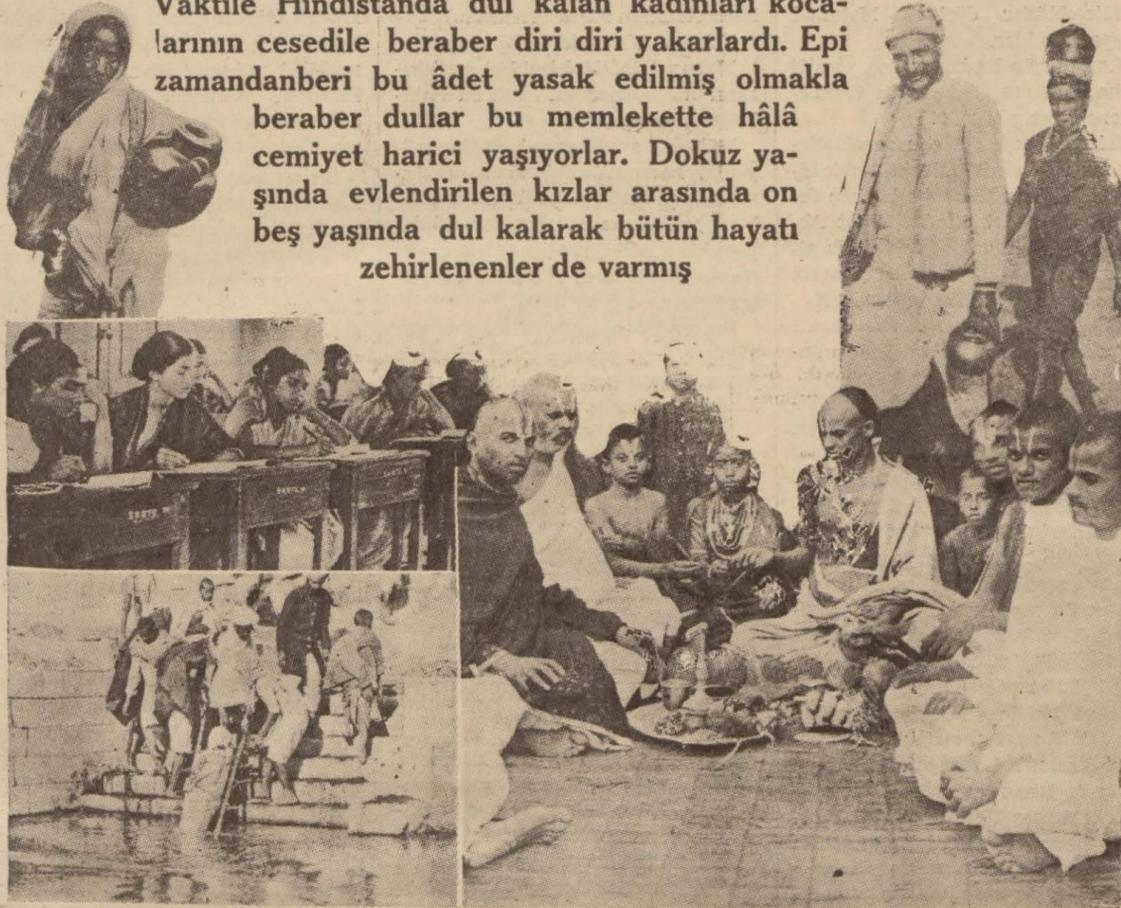 Vaktile Hindistanda dul kalan kadınları koca-
larının cesedile beraber diri diri yakarlardı. Epi
zamandanberi bu âdet yasak edilmiş olmakla
beraber dullar bu memlekette hâlâ
cemiyet harici yaşıyorlar. Dokuz ya-
şında evlendirilen kızlar arasında on
beş yaşında dul kalarak bütün hayatı
zehirlenenler de varmış